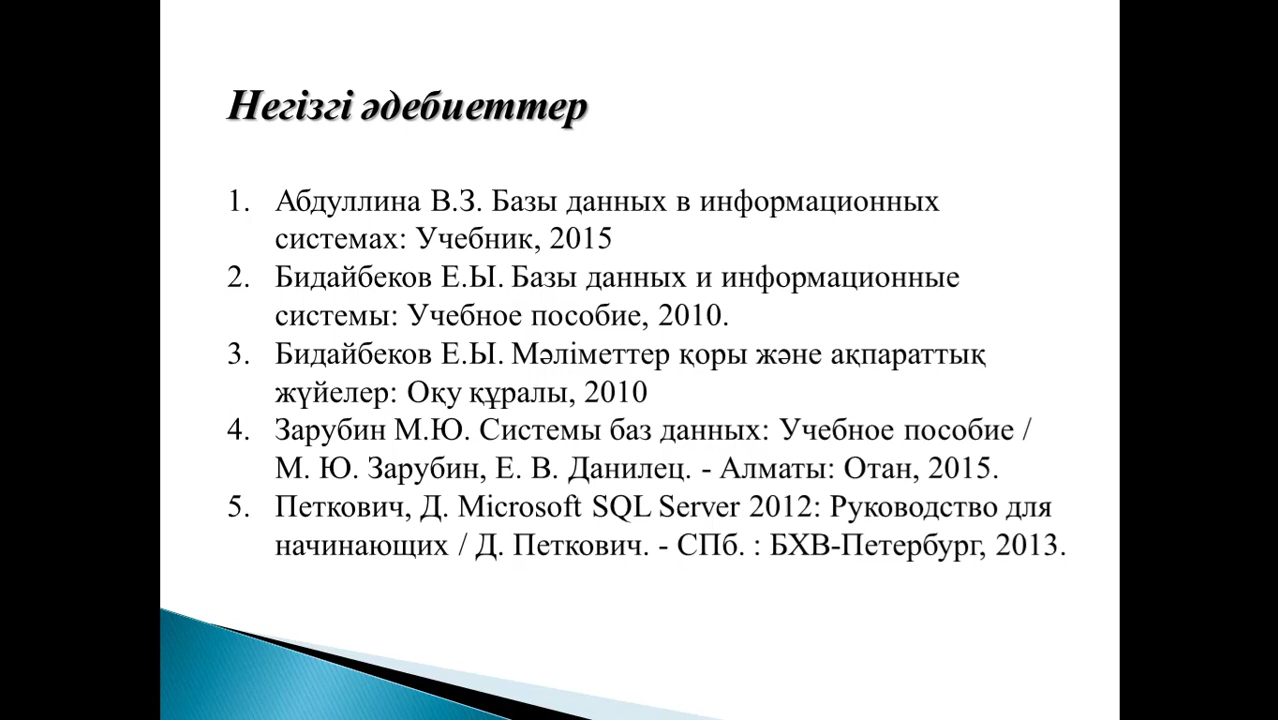 Негізгі әдебиеттер
1. Абдуллина В.З. Базы данных в информационных
системах: Учебник, 2015
2. Бидайбеков Е.Ы. Базы данных и информационные
системы: Учебное пособие, 2010.
3. Бидайбеков Е.Ы. Мәліметтер қоры және ақпараттық
жүйелер: Оқу құралы, 2010
4. Зарубин М.Ю. Системы баз данных: Учебное пособие /
М. Ю. Зарубин, Е. В. Данилец. - Алматы: Отан, 2015.
5. Петкович, Д. Microsoft SQL Server 2012: Руководство для
начинающих / Д. Петкович. - СПб. : БХВ-Петербург, 2013.